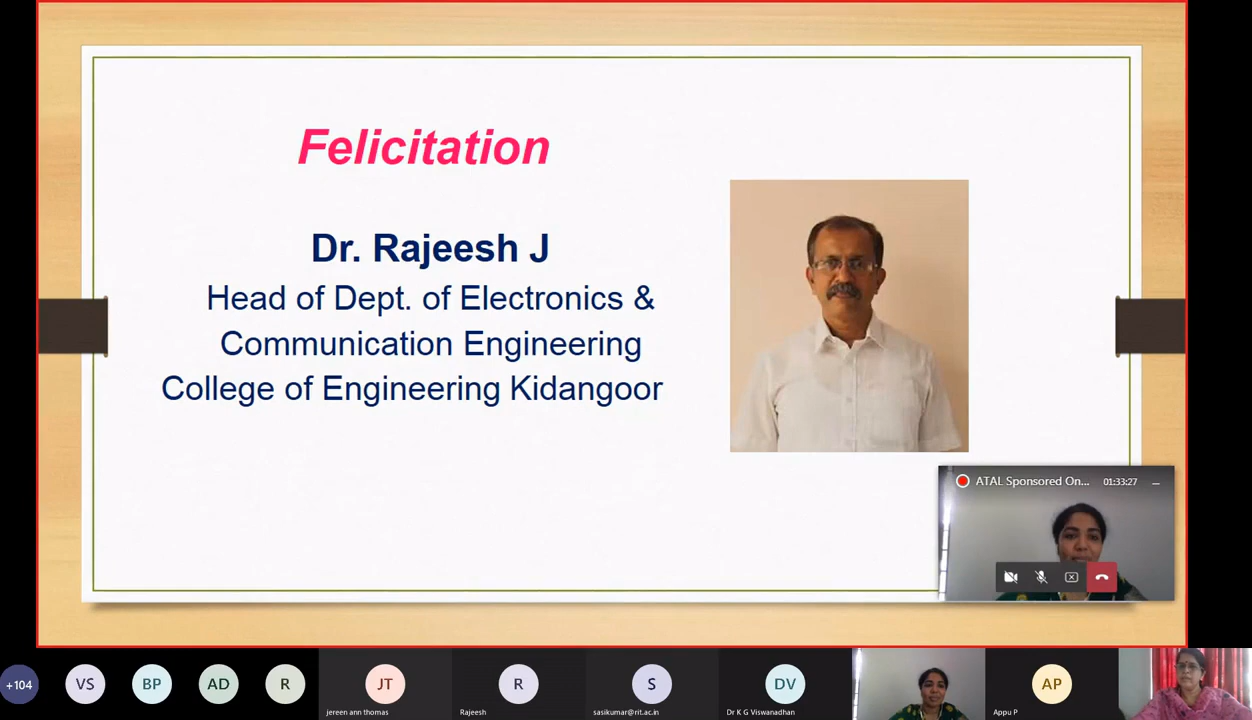 Felicitation
Dr. Rajeesh J
Head of Dept. of Electronics &
Communication Engineering
College of Engineering Kidangoor
ATAL Sponsored On... 01:33:27
+104
VS
BP
AD
R
JT
jereen ann thomas
R
Rajeesh
S
sasikumar@rit.ac.in
DV
Dr K G Viswanadhan
AP
Appu P